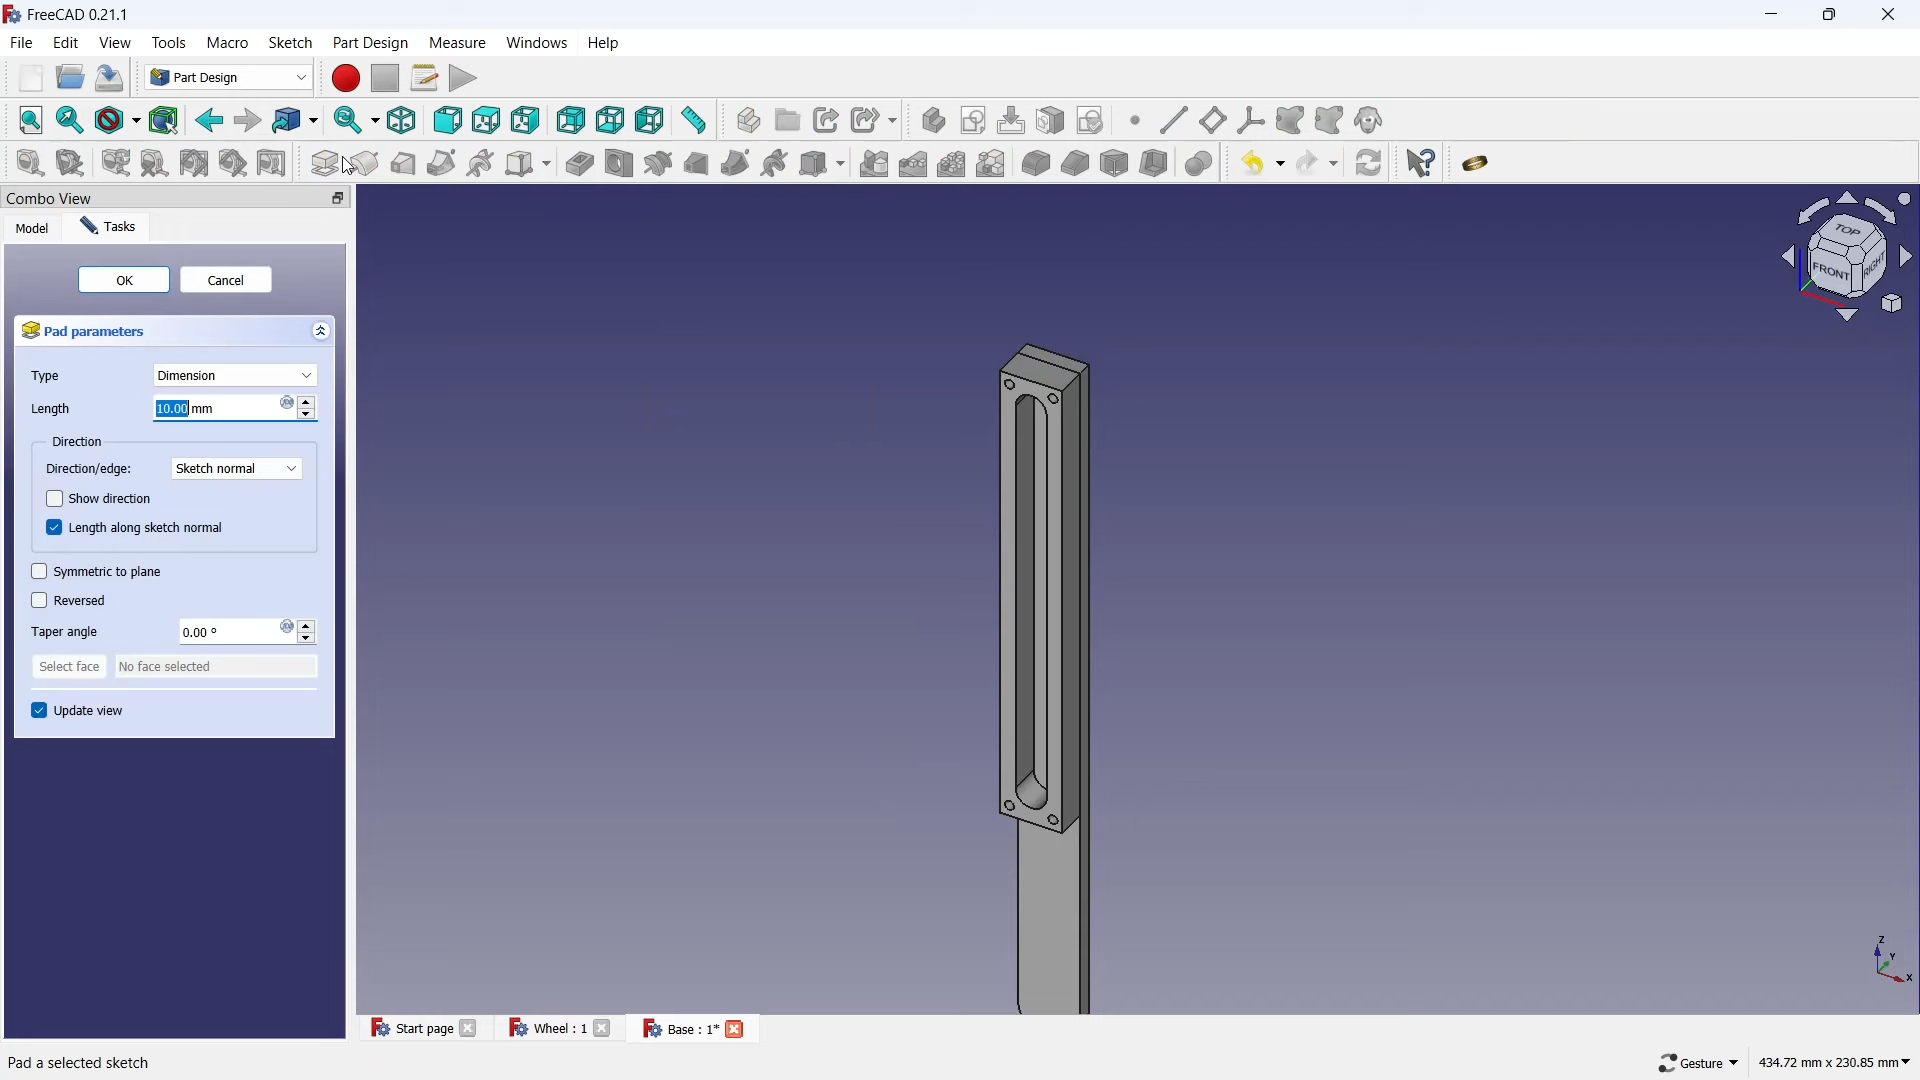 FreeCAD 0.21.1
File Edit View Tools Macro Sketch Part Design Measure Windows Help
Part Design
Combo View
Model Tasks
OK Cancel
Pad parameters
Type Dimension
Length 10.00 mm
Direction
Direction/edge: Sketch normal
Show direction
Length along sketch normal
Symmetric to plane
Reversed
Taper angle 0.00 °
Select face No face selected
Update view
TOP
FRONT RIGHT
Z
Y
X
Start page Wheel : 1 Base : 1*
Pad a selected sketch Gesture 434.72 mm x 230.85 mm